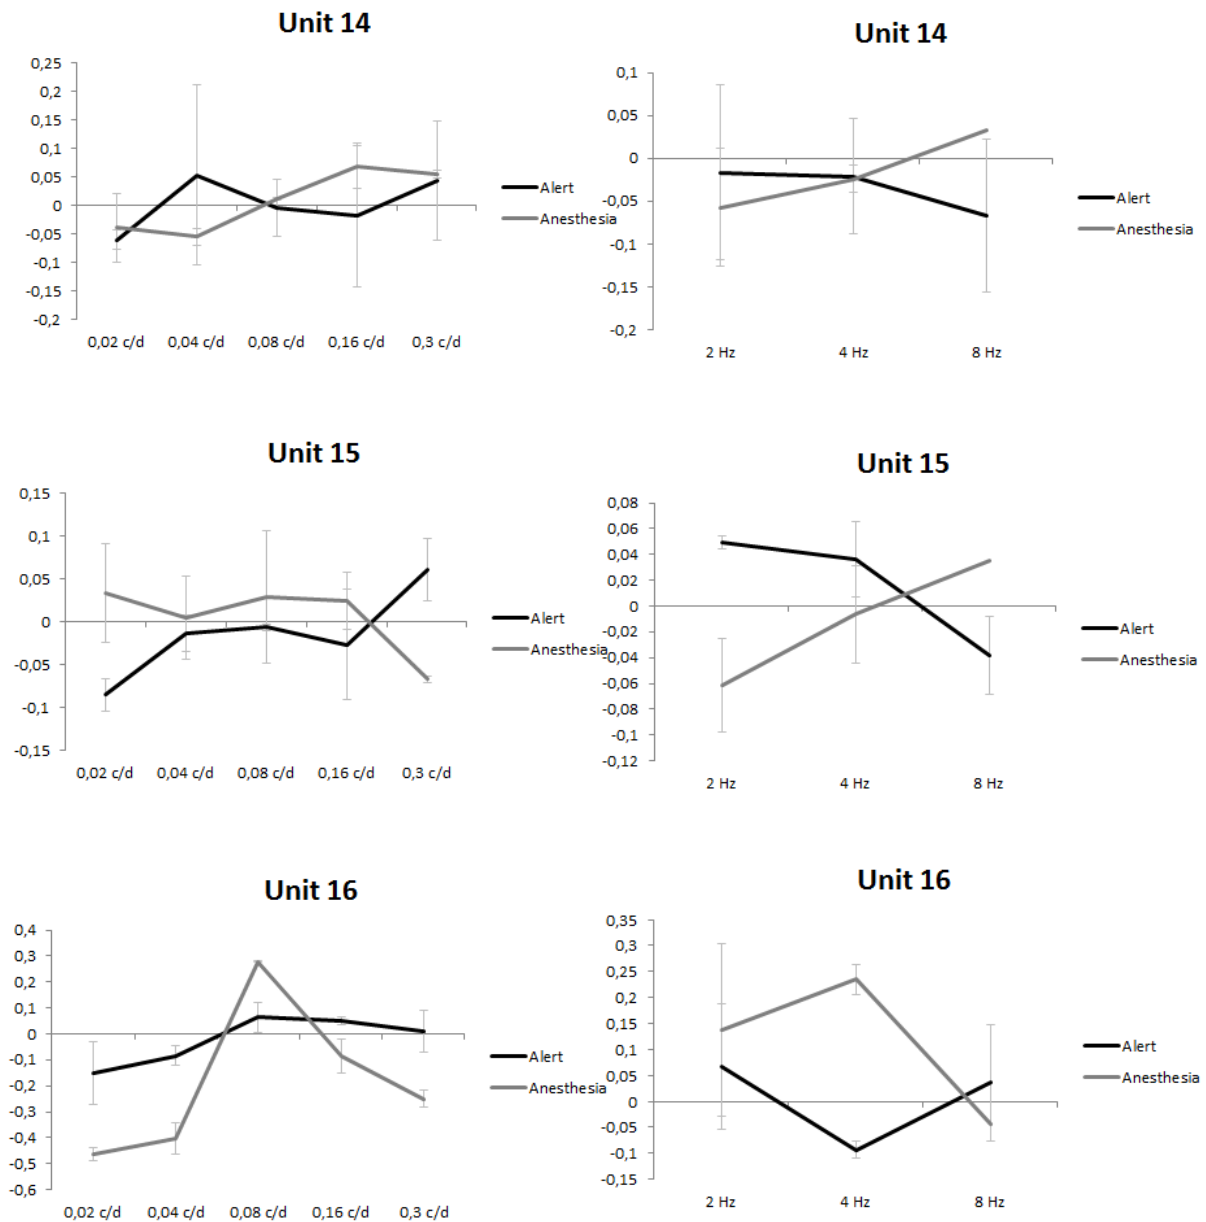 Unit 14
0,25
0,2
0,15
0,1
0,05
0
-0,05
-0,1
-0,15
-0,2
0,02 c/d 0,04 c/d 0,08 c/d 0,16 c/d 0,3 c/d
Alert
Anesthesia
Unit 14
0,1
0,05
0
-0,05
-0,1
-0,15
-0,2
2 Hz 4 Hz 8 Hz
Alert
Anesthesia
Unit 15
0,15
0,1
0,05
0
-0,05
-0,1
-0,15
0,02 c/d 0,04 c/d 0,08 c/d 0,16 c/d 0,3 c/d
Alert
Anesthesia
Unit 15
0,08
0,06
0,04
0,02
0
-0,02
-0,04
-0,06
-0,08
-0,1
-0,12
2 Hz 4 Hz 8 Hz
Alert
Anesthesia
Unit 16
0,4
0,3
0,2
0,1
0
-0,1
-0,2
-0,3
-0,4
-0,5
-0,6
0,02 c/d 0,04 c/d 0,08 c/d 0,16 c/d 0,3 c/d
Alert
Anesthesia
Unit 16
0,35
0,3
0,25
0,2
0,15
0,1
0,05
0
-0,05
-0,1
-0,15
2 Hz 4 Hz 8 Hz
Alert
Anesthesia